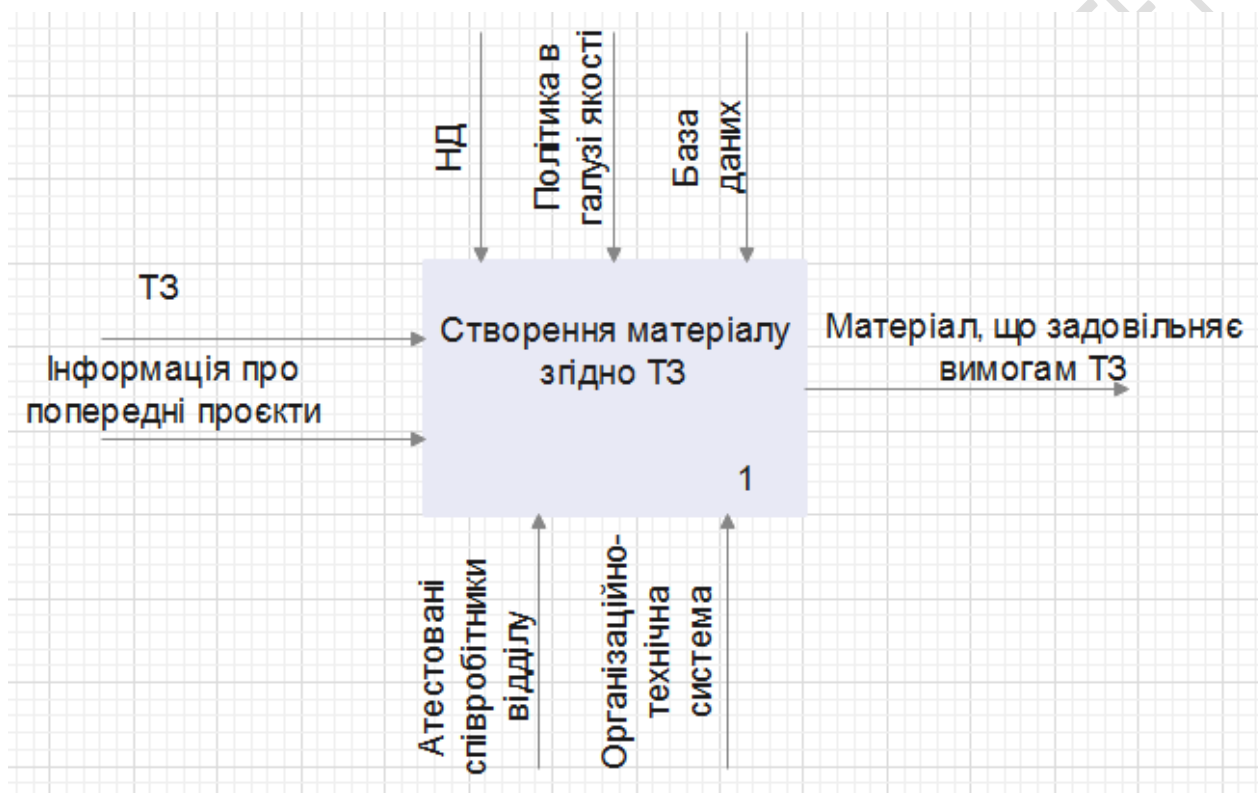 НД
Політика в
галузі якості
База
даних
ТЗ
Інформація про
попередні проєкти
Створення матеріалу
згідно ТЗ
1
Матеріал, що задовільняє
вимогам ТЗ
Атестовані
співробітники
відділу
Організаційно-
технічна
система